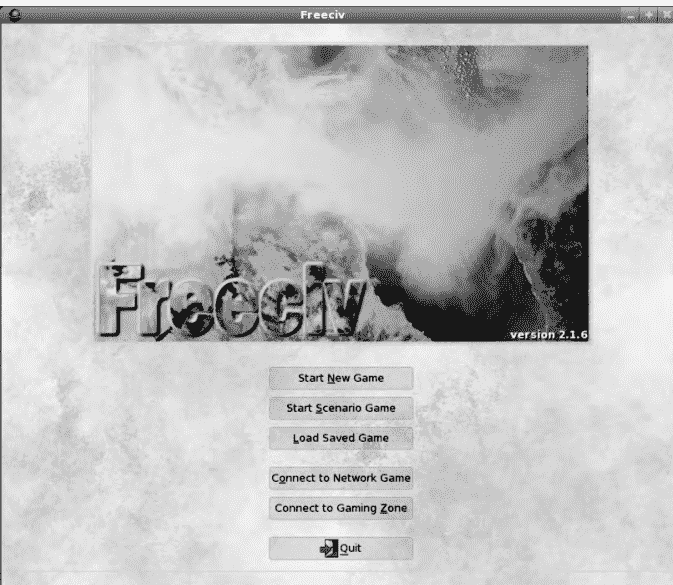 Freeciv
Freeciv
version 2.1.6
Start New Game
Start Scenario Game
Load Saved Game
Connect to Network Game
Connect to Gaming Zone
Quit